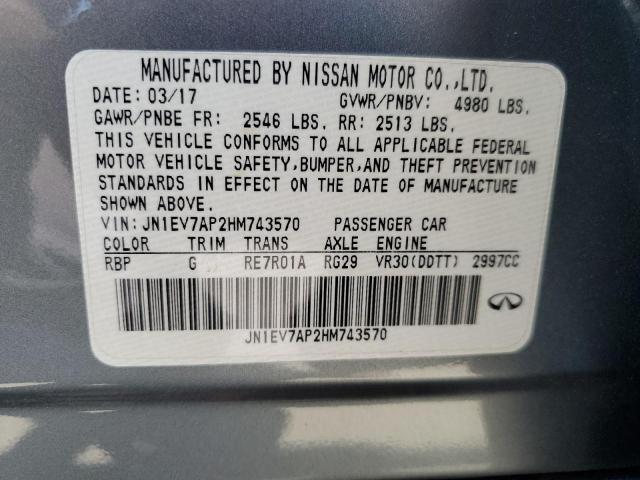 MANUFACTURED BY NISSAN MOTOR CO.,LTD.
DATE: 03/17 GVWR/PNBV: 4980 LBS.
GAWR/PNBE FR: 2546 LBS. RR: 2513 LBS.
THIS VEHICLE CONFORMS TO ALL APPLICABLE FEDERAL
MOTOR VEHICLE SAFETY,BUMPER,AND THEFT PREVENTION
STANDARDS IN EFFECT ON THE DATE OF MANUFACTURE
SHOWN ABOVE.
VIN:JN1EV7AP2HM743570 PASSENGER CAR
COLOR TRIM TRANS AXLE ENGINE
RBP G RE7R01A RG29 VR30(DDTT) 2997CC
JN1EV7AP2HM743570